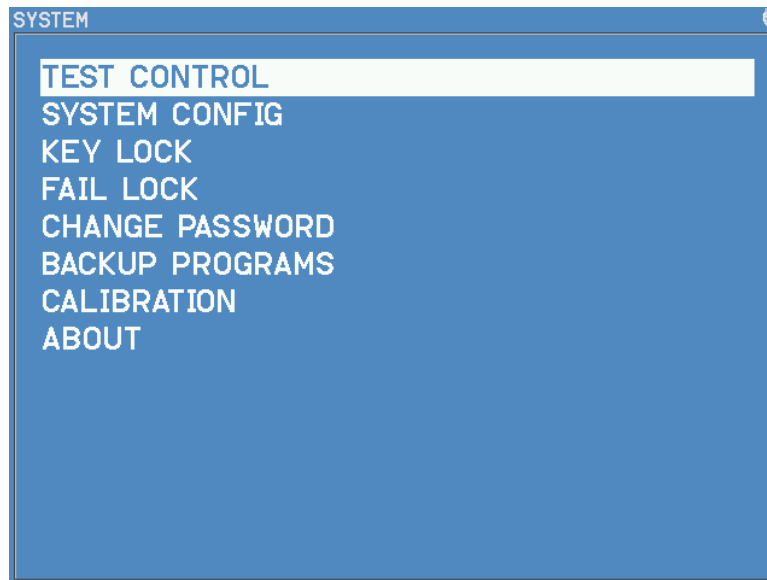 SYSTEM
TEST CONTROL
SYSTEM CONFIG
KEY LOCK
FAIL LOCK
CHANGE PASSWORD
BACKUP PROGRAMS
CALIBRATION
ABOUT